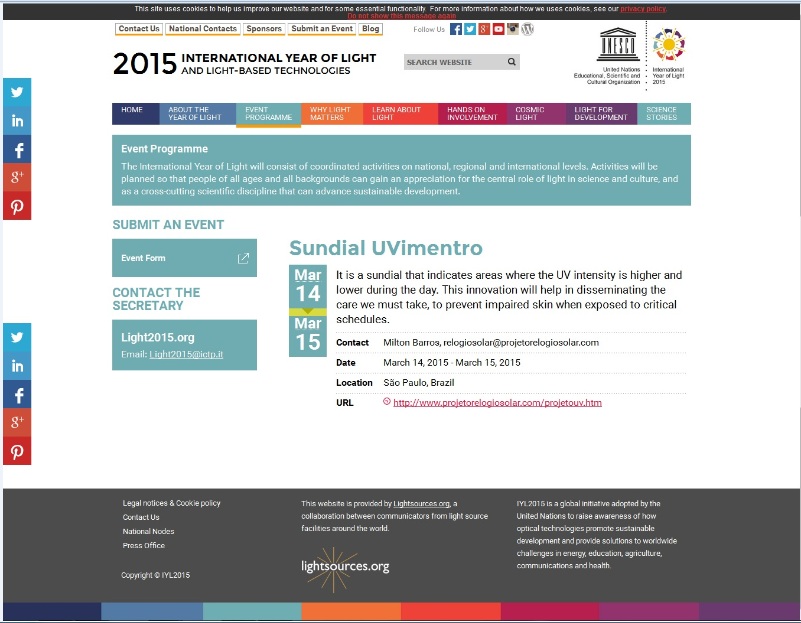 This site uses cookies to help us improve our website and for some essential functionality. For more information about how we uses cookies, see our privacy policy.
Do not show this message again.
Contact Us National Contacts Sponsors Submit an Event Blog Follow Us
2015 INTERNATIONAL YEAR OF LIGHT
AND LIGHT-BASED TECHNOLOGIES
SEARCH WEBSITE
UNESCO
United Nations
Educational, Scientific and
Cultural Organization
International
Year of Light
2015
HOME
ABOUT THE
YEAR OF LIGHT
EVENT
PROGRAMME
WHY LIGHT
MATTERS
LEARN ABOUT
LIGHT
HANDS ON
INVOLVEMENT
COSMIC
LIGHT
LIGHT FOR
DEVELOPMENT
SCIENCE
STORIES
Event Programme
The International Year of Light will consist of coordinated activities on national, regional and international levels. Activities will be
planned so that people of all ages and all backgrounds can gain an appreciation for the central role of light in science and culture, and
as a cross-cutting scientific discipline that can advance sustainable development.
SUBMIT AN EVENT
Event Form
CONTACT THE
SECRETARY
Light2015.org
Email: Light2015@ictp.it
Sundial UVimentro
Mar
14
Mar
15
It is a sundial that indicates areas where the UV intensity is higher and
lower during the day. This innovation will help in disseminating the
care we must take, to prevent impaired skin when exposed to critical
schedules.
Contact Milton Barros, relogiosolar@projetorelogiosolar.com
Date March 14, 2015 - March 15, 2015
Location São Paulo, Brazil
URL http://www.projetorelogiosolar.com/projetouv.htm
Legal notices & Cookie policy
Contact Us
National Nodes
Press Office
Copyright © IYL2015
This website is provided by Lightsources.org, a
collaboration between communicators from light source
facilities around the world.
lightsources.org
IYL2015 is a global initiative adopted by the
United Nations to raise awareness of how
optical technologies promote sustainable
development and provide solutions to worldwide
challenges in energy, education, agriculture,
communications and health.